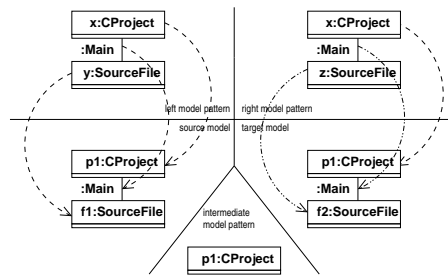 x:CProject
:Main
y:SourceFile
left model pattern
source model
p1:CProject
:Main
f1:SourceFile
x:CProject
:Main
z:SourceFile
right model pattern
target model
p1:CProject
:Main
f2:SourceFile
intermediate
model pattern
p1:CProject